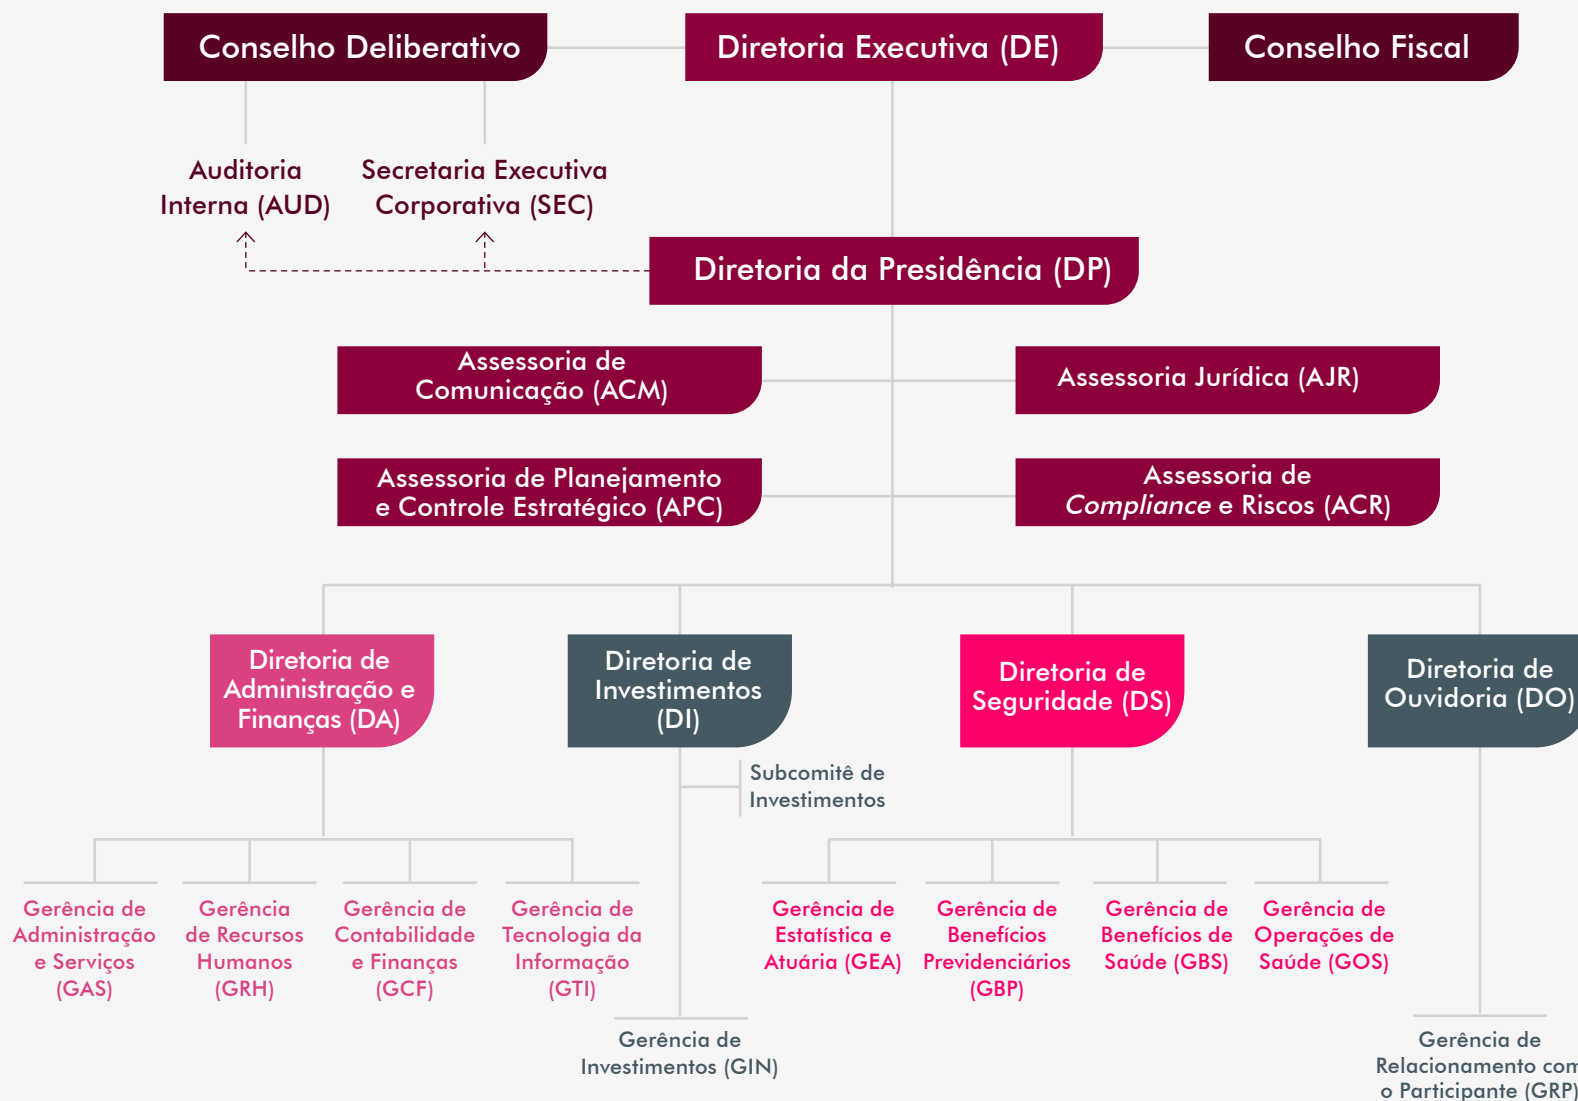 Conselho Deliberativo
Diretoria Executiva (DE)
Conselho Fiscal
Auditoria
Interna (AUD)
Secretaria Executiva
Corporativa (SEC)
Diretoria da Presidência (DP)
Assessoria de
Comunicação (ACM)
Assessoria Jurídica (AJR)
Assessoria de Planejamento
e Controle Estratégico (APC)
Assessoria de
Compliance e Riscos (ACR)
Diretoria de
Administração e
Finanças (DA)
Diretoria de
Investimentos
(DI)
Diretoria de
Seguridade (DS)
Diretoria de
Ouvidoria (DO)
Subcomitê de
Investimentos
Gerência de
Administração
e Serviços
(GAS)
Gerência
de Recursos
Humanos
(GRH)
Gerência de
Contabilidade
e Finanças
(GCF)
Gerência de
Tecnologia da
Informação
(GTI)
Gerência de
Estatística e
Atuária (GEA)
Gerência de
Benefícios
Previdenciários
(GBP)
Gerência de
Benefícios de
Saúde (GBS)
Gerência de
Operações de
Saúde (GOS)
Gerência de
Investimentos (GIN)
Gerência de
Relacionamento com
o Participante (GRP)